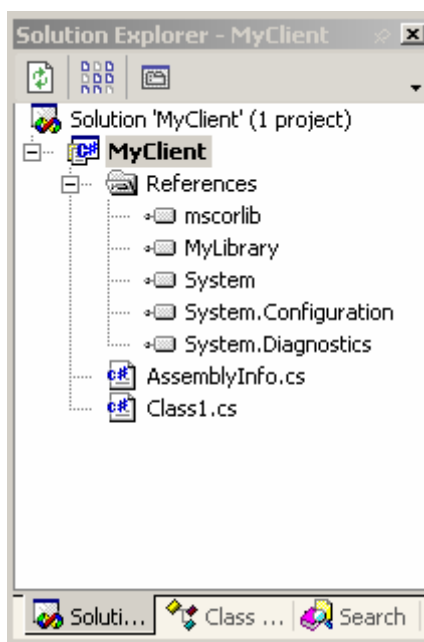 Solution Explorer - MyClient
Solution 'MyClient' (1 project)
MyClient
References
mscorlib
MyLibrary
System
System.Configuration
System.Diagnostics
AssemblyInfo.cs
Class1.cs
Soluti... Class ... Search